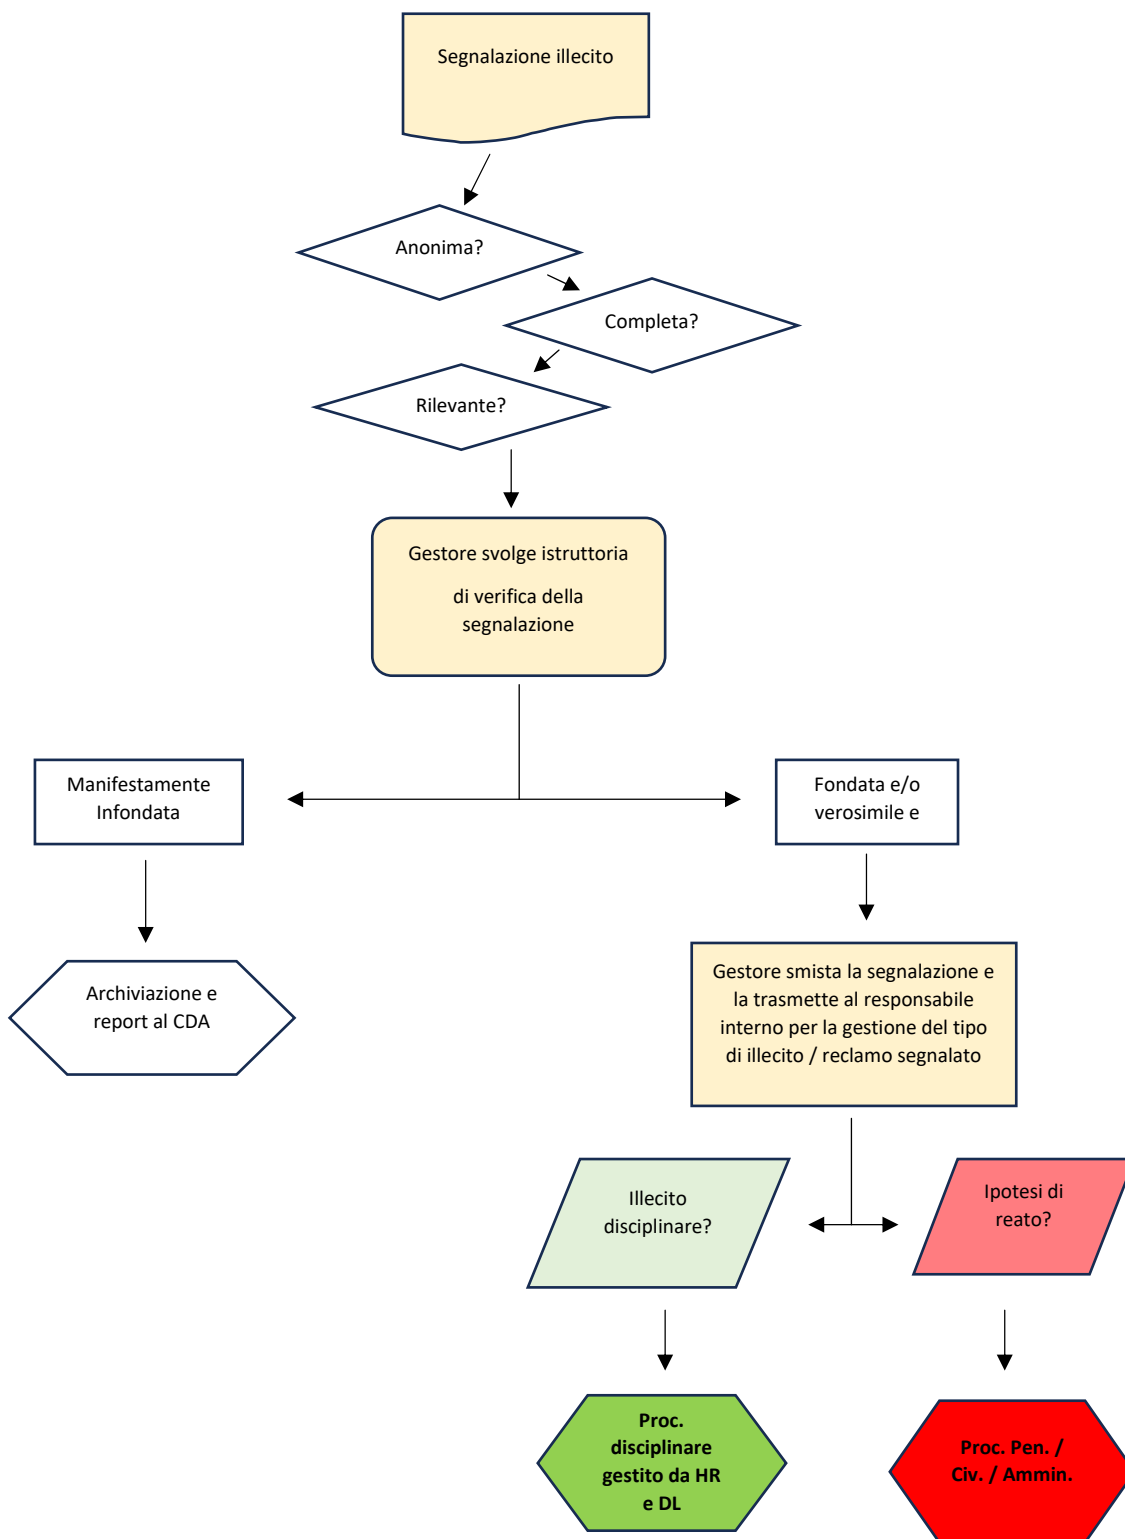 Segnalazione illecito
Anonima?
Completa?
Rilevante?
Gestore svolge istruttoria
di verifica della
segnalazione
Manifestamente
Infondata
Fondata e/o
verosimile e
Archiviazione e
report al CDA
Gestore smista la segnalazione e
la trasmette al responsabile
interno per la gestione del tipo
di illecito / reclamo segnalato
Illecito
disciplinare?
Ipotesi di
reato?
Proc.
disciplinare
gestito da HR
e DL
Proc. Pen. /
Civ. / Ammin.